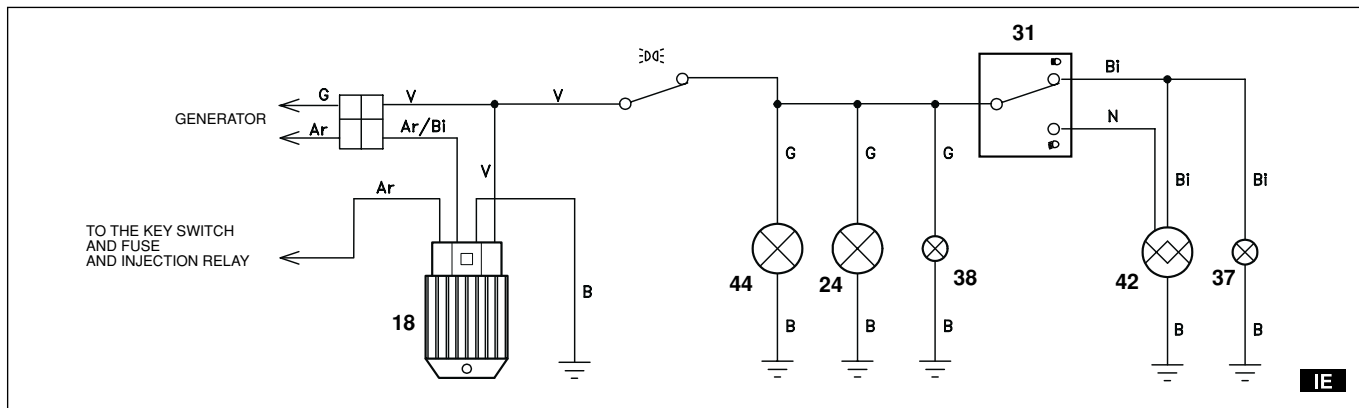 31
Bi
G
V
V
GENERATOR
N
Ar
Ar/Bi
G
G
G
V
Ar
Bi
Bi
TO THE KEY SWITCH
AND FUSE
AND INJECTION RELAY
44
24
38
42
37
B
18
B
B
B
B
B
IE